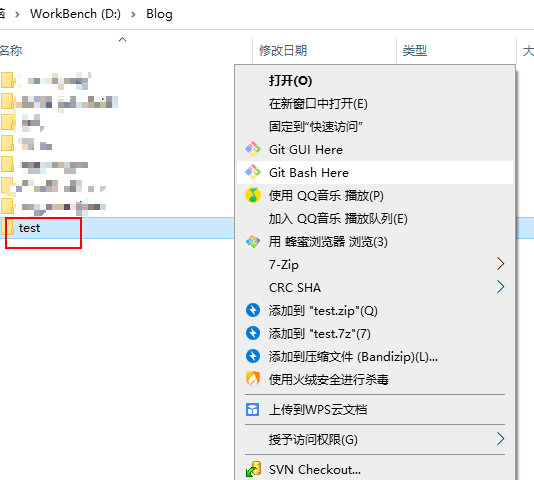 脑 › WorkBench (D:) › Blog
名称 修改日期 类型 大
test
打开(O)
在新窗口中打开(E)
固定到"快速访问"
Git GUI Here
Git Bash Here
使用 QQ音乐 播放(P)
加入 QQ音乐 播放队列(E)
用 蜂蜜浏览器 浏览(3)
7-Zip
CRC SHA
添加到 "test.zip"(Q)
添加到 "test.7z"(7)
添加到压缩文件 (Bandizip)(L)...
使用火绒安全进行杀毒
上传到WPS云文档
授予访问权限(G)
SVN Checkout...